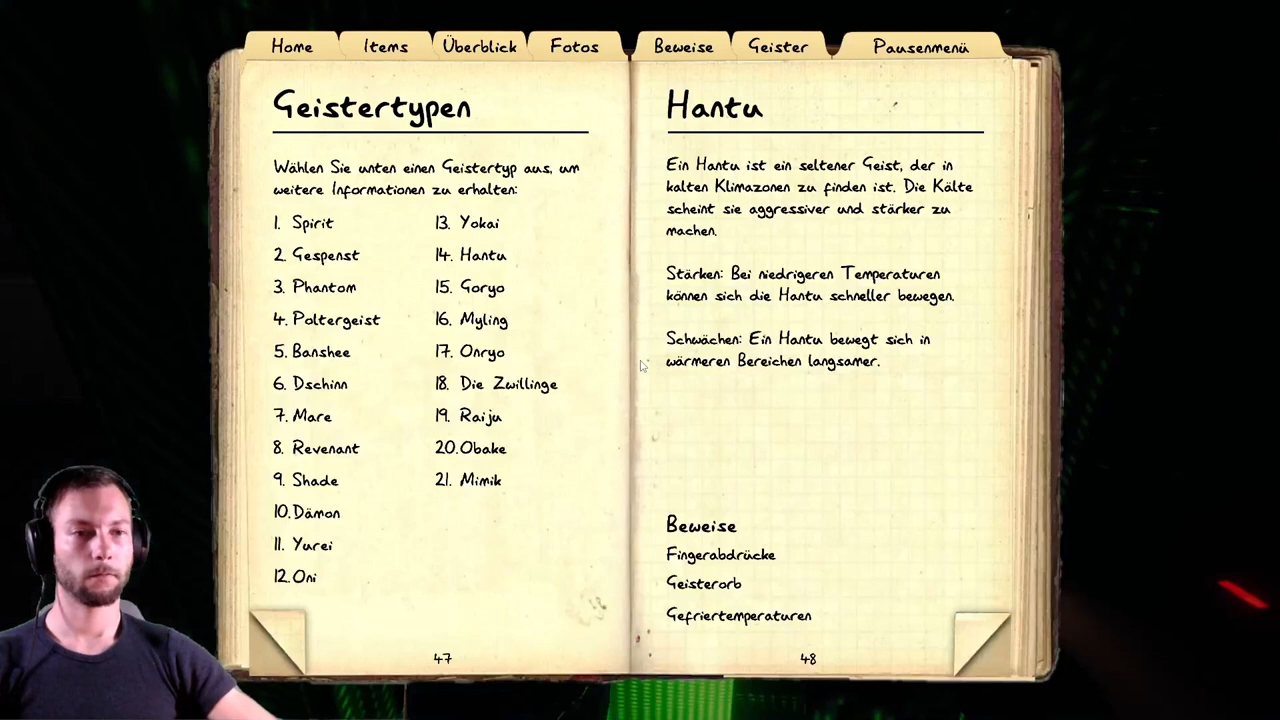 Home Items Überblick Fotos Beweise Geister Pausenmenü
Geistertypen
Wählen Sie unten einen Geistertyp aus, um
weitere Informationen zu erhalten:
1. Spirit
2. Gespenst
3. Phantom
4. Poltergeist
5. Banshee
6. Dschinn
7. Mare
8. Revenant
9. Shade
10. Dämon
11. Yurei
12. Oni
13. Yokai
14. Hantu
15. Goryo
16. Myling
17. Onryo
18. Die Zwillinge
19. Raiju
20. Obake
21. Mimik
47
Hantu
Ein Hantu ist ein seltener Geist, der in
kalten Klimazonen zu finden ist. Die Kälte
scheint sie aggressiver und stärker zu
machen.
Stärken: Bei niedrigeren Temperaturen
können sich die Hantu schneller bewegen.
Schwächen: Ein Hantu bewegt sich in
wärmeren Bereichen langsamer.
Beweise
Fingerabdrücke
Geisterorb
Gefriertemperaturen
48